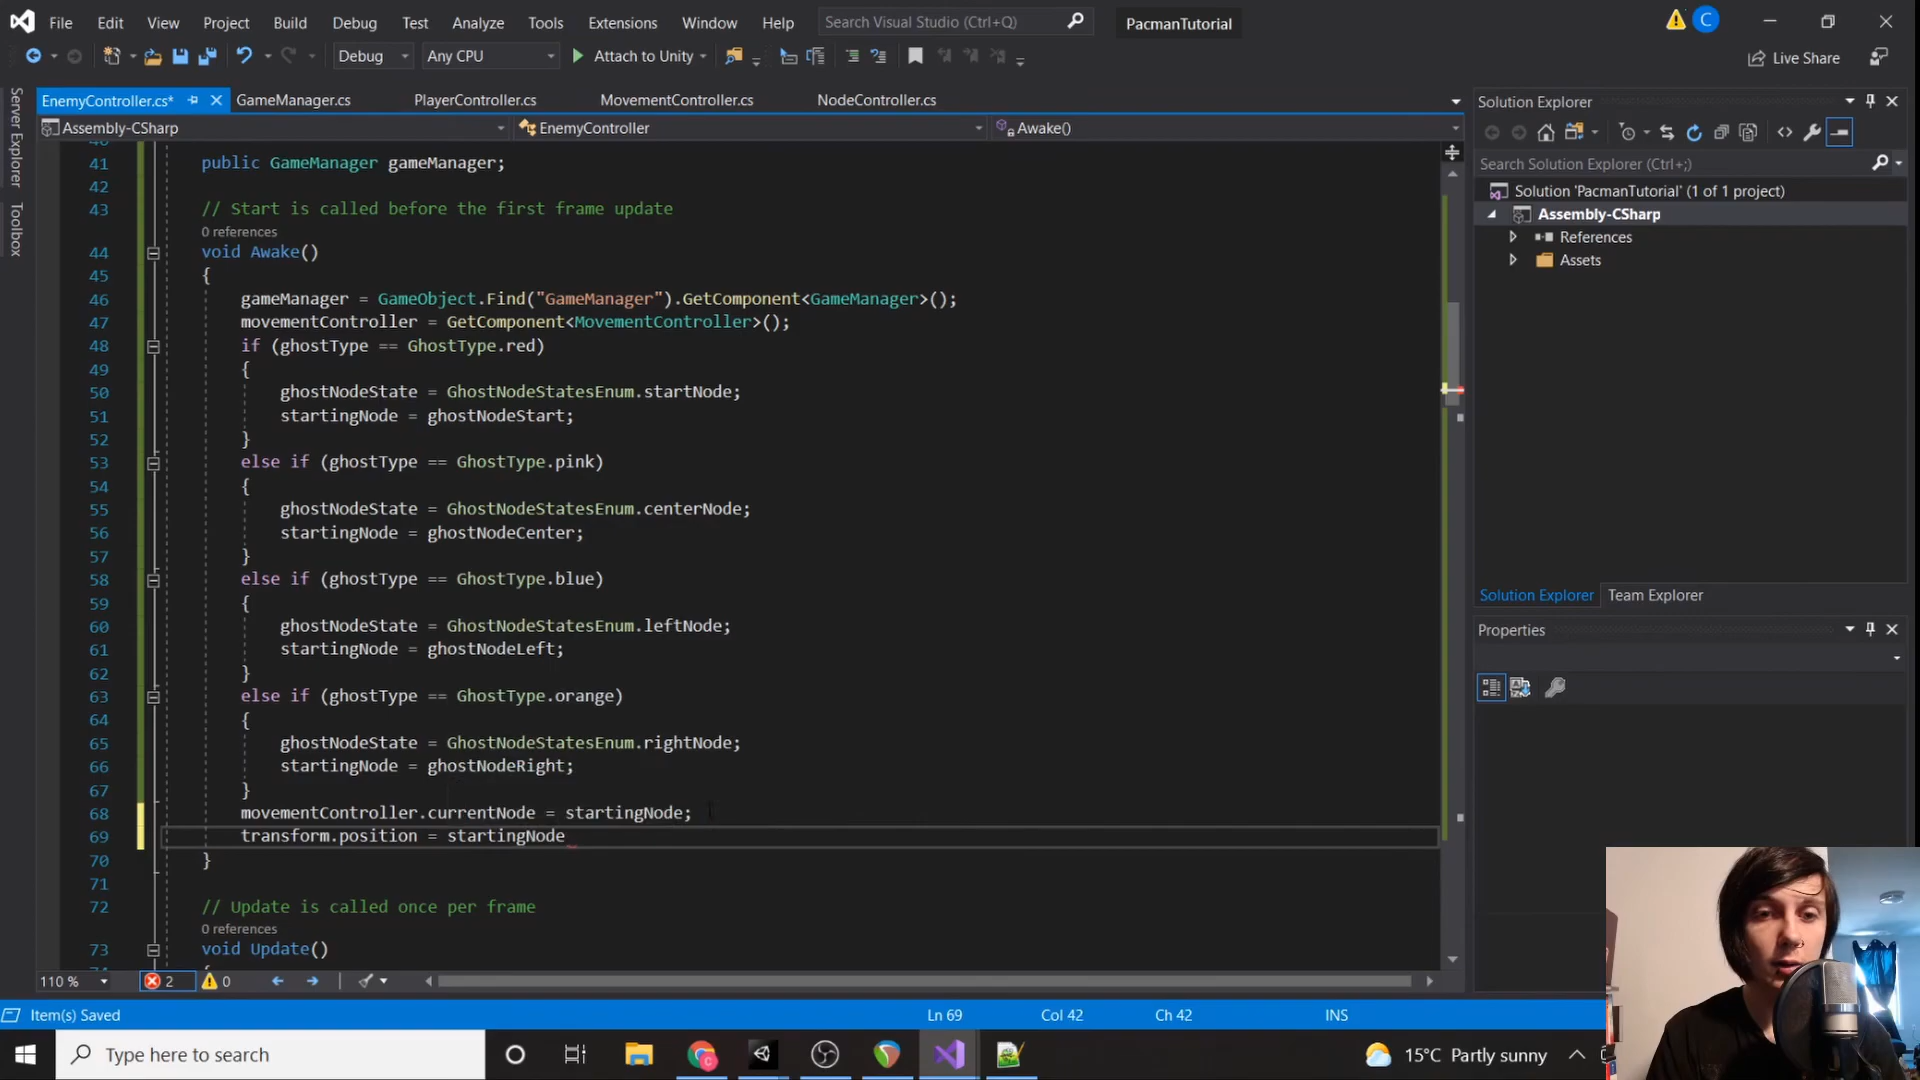 File Edit View Project Build Debug Test Analyze Tools Extensions Window Help Search Visual Studio (Ctrl+Q) PacmanTutorial C
Debug Any CPU Attach to Unity Live Share
Server Explorer
Toolbox
EnemyController.cs* GameManager.cs PlayerController.cs MovementController.cs NodeController.cs
Assembly-CSharp EnemyController Awake()
41 public GameManager gameManager;
42
43 // Start is called before the first frame update
0 references
44 void Awake()
45 {
46 gameManager = GameObject.Find("GameManager").GetComponent<GameManager>();
47 movementController = GetComponent<MovementController>();
48 if (ghostType == GhostType.red)
49 {
50 ghostNodeState = GhostNodeStatesEnum.startNode;
51 startingNode = ghostNodeStart;
52 }
53 else if (ghostType == GhostType.pink)
54 {
55 ghostNodeState = GhostNodeStatesEnum.centerNode;
56 startingNode = ghostNodeCenter;
57 }
58 else if (ghostType == GhostType.blue)
59 {
60 ghostNodeState = GhostNodeStatesEnum.leftNode;
61 startingNode = ghostNodeLeft;
62 }
63 else if (ghostType == GhostType.orange)
64 {
65 ghostNodeState = GhostNodeStatesEnum.rightNode;
66 startingNode = ghostNodeRight;
67 }
68 movementController.currentNode = startingNode;
69 transform.position = startingNode
70 }
71
72 // Update is called once per frame
0 references
73 void Update()
110 % 2 0
Item(s) Saved Ln 69 Col 42 Ch 42 INS
Solution Explorer
Search Solution Explorer (Ctrl+;)
Solution 'PacmanTutorial' (1 of 1 project)
Assembly-CSharp
References
Assets
Solution Explorer Team Explorer
Properties
Type here to search 15°C Partly sunny